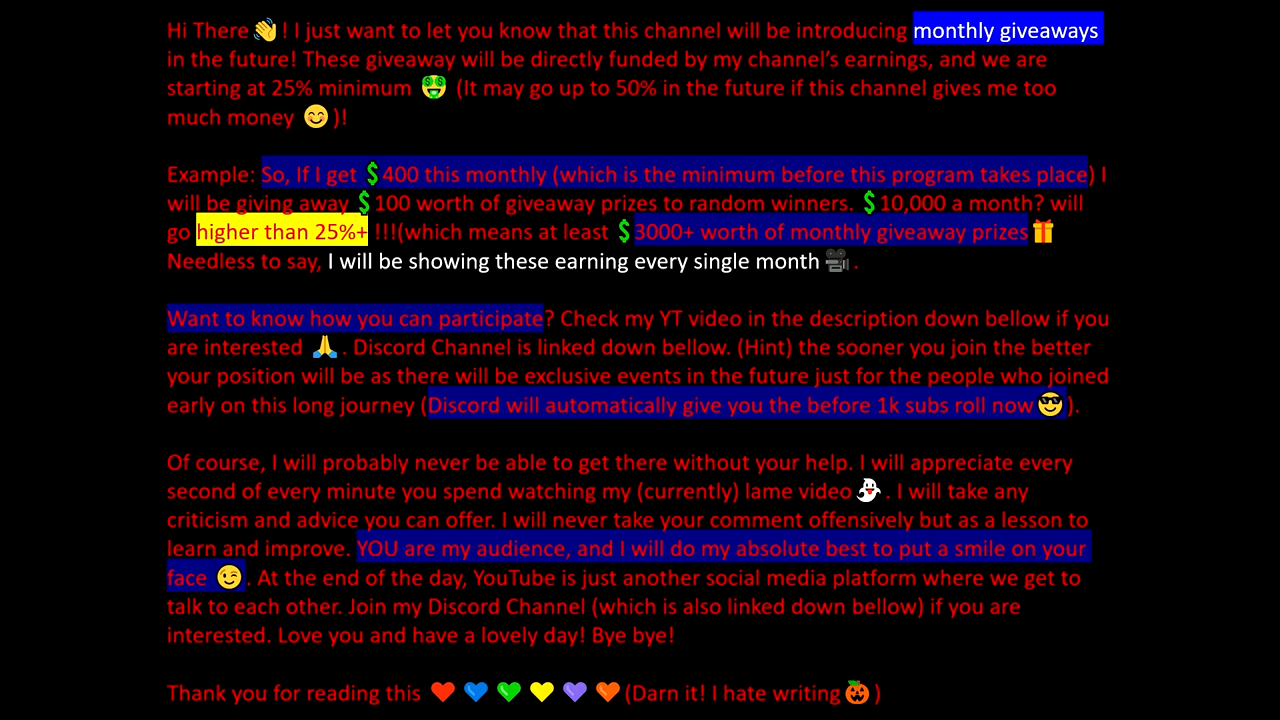 Hi There 👋! I just want to let you know that this channel will be introducing monthly giveaways
in the future! These giveaway will be directly funded by my channel’s earnings, and we are
starting at 25% minimum 🤑 (It may go up to 50% in the future if this channel gives me too
much money 😊)!
Example: So, If I get 💲400 this monthly (which is the minimum before this program takes place) I
will be giving away 💲100 worth of giveaway prizes to random winners. 💲10,000 a month? will
go higher than 25%+ !!!(which means at least 💲3000+ worth of monthly giveaway prizes🎁
Needless to say, I will be showing these earning every single month 🎥.
Want to know how you can participate? Check my YT video in the description down bellow if you
are interested 🙏. Discord Channel is linked down bellow. (Hint) the sooner you join the better
your position will be as there will be exclusive events in the future just for the people who joined
early on this long journey (Discord will automatically give you the before 1k subs roll now😎).
Of course, I will probably never be able to get there without your help. I will appreciate every
second of every minute you spend watching my (currently) lame video👻. I will take any
criticism and advice you can offer. I will never take your comment offensively but as a lesson to
learn and improve. YOU are my audience, and I will do my absolute best to put a smile on your
face 😉. At the end of the day, YouTube is just another social media platform where we get to
talk to each other. Join my Discord Channel (which is also linked down bellow) if you are
interested. Love you and have a lovely day! Bye bye!
Thank you for reading this ❤️ 💙 💚 💛 💜 🧡(Darn it! I hate writing🎃)